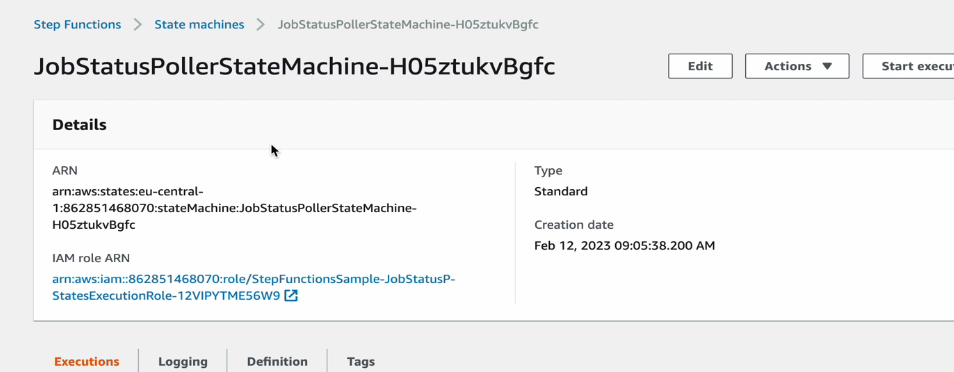 Step Functions > State machines > JobStatusPollerStateMachine-H05ztukvBgfc
JobStatusPollerStateMachine-H05ztukvBgfc
Edit
Actions ▼
Start execu
Details
ARN
arn:aws:states:eu-central-
1:862851468070:stateMachine:JobStatusPollerStateMachine-
H05ztukvBgfc
IAM role ARN
arn:aws:iam::862851468070:role/StepFunctionsSample-JobStatusP-
StatesExecutionRole-12VIPYTME56W9
Type
Standard
Creation date
Feb 12, 2023 09:05:38.200 AM
Executions
Logging
Definition
Tags